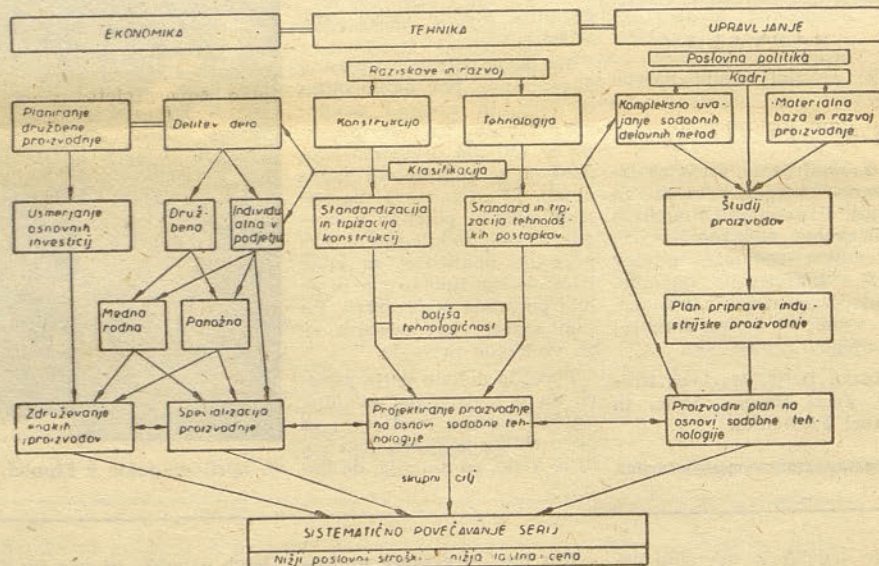 EKONOMIKA
TEHNIKA
UPRAVLJANJE
Poslovna politika
Kadri
Raziskave in razvoj
Planiranje
družbene
proizvodnje
Delitev dela
Konstrukcija
Tehnologija
Kompleksno uva-
janje sodobnih
delovnih metod
Materialna
baza in razvoj
proizvodnje
Klasifikacija
Usmerjanje
osnovnih
investicij
Druž-
bena
Individu-
alna v
podjetju
Standardizacija
in tipizacija
konstrukcij
Standard in tipi
zacija tehnološ-
kih postopkov
Študij
proizvodov
Medna
rodna
Panožna
boljša
tehnologičnost
Plan priprave indu-
strijske proizvodnje
Združevanje
enakih
proizvodov
Specializacija
proizvodnje
Projektiranje proizvodnje
na osnovi sodobne teh-
nologije
Proizvodni plan na
osnovi sodobne teh-
nologije
skupni cilj
SISTEMATIČNO POVEČAVANJE SERIJ
Nižji poslovni stroški - nižja lastna cena